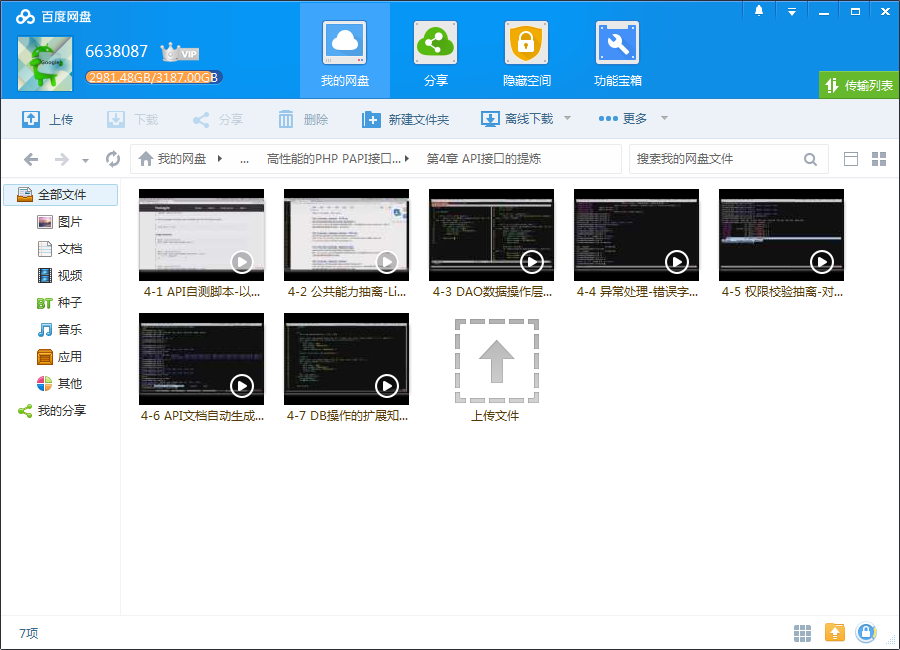 百度网盘
6638087 VIP
2981.48GB/3187.00GB
我的网盘
分享
隐藏空间
功能宝箱
传输列表
上传
下载
分享
删除
新建文件夹
离线下载
更多
我的网盘
...
高性能的PHP PAPI接口...
第4章 API接口的提炼
搜索我的网盘文件
全部文件
图片
文档
视频
BT 种子
音乐
应用
其他
我的分享
4-1 API自测脚本-以...
4-2 公共能力抽离-Li...
4-3 DAO数据操作层...
4-4 异常处理-错误字...
4-5 权限校验抽离-对...
4-6 API文档自动生成...
4-7 DB操作的扩展知...
上传文件
7项